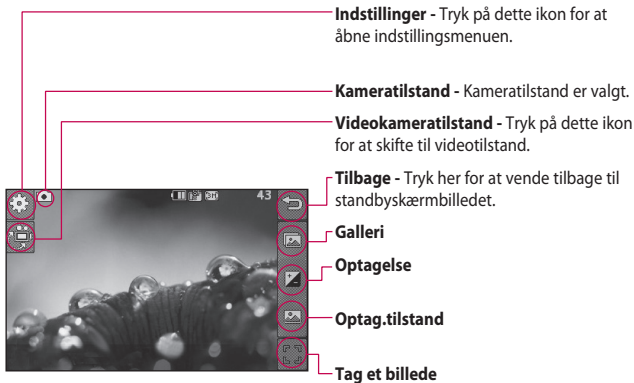 Indstillinger - Tryk på dette ikon for at
åbne indstillingsmenuen.
Kameratilstand - Kameratilstand er valgt.
Videokameratilstand - Tryk på dette ikon
for at skifte til videotilstand.
Tilbage - Tryk her for at vende tilbage til
standbyskærmbilledet.
43
Galleri
Optagelse
Optag.tilstand
Tag et billede